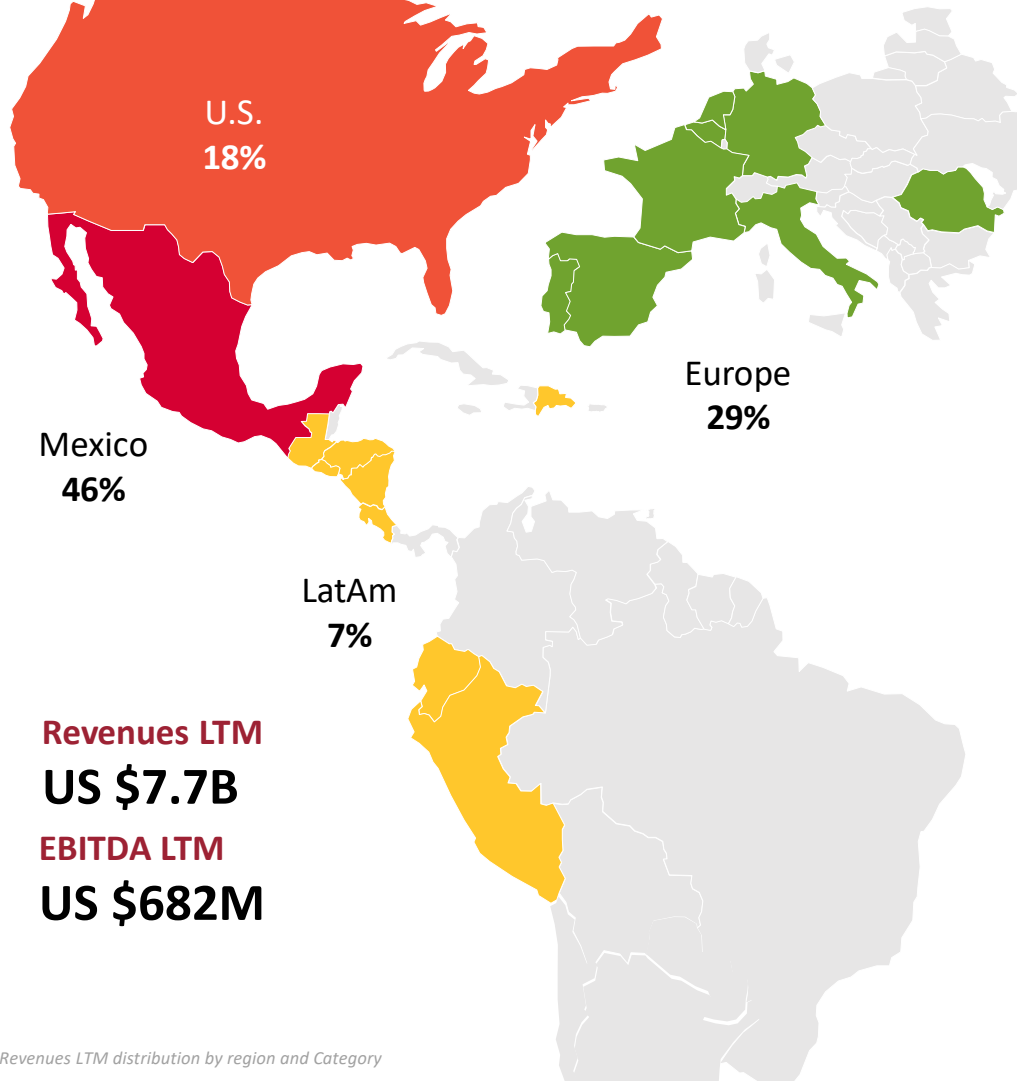 U.S.
18%
Europe
29%
Mexico
46%
LatAm
7%
Revenues LTM
US $7.7B
EBITDA LTM
US $682M
Revenues LTM distribution by region and Category